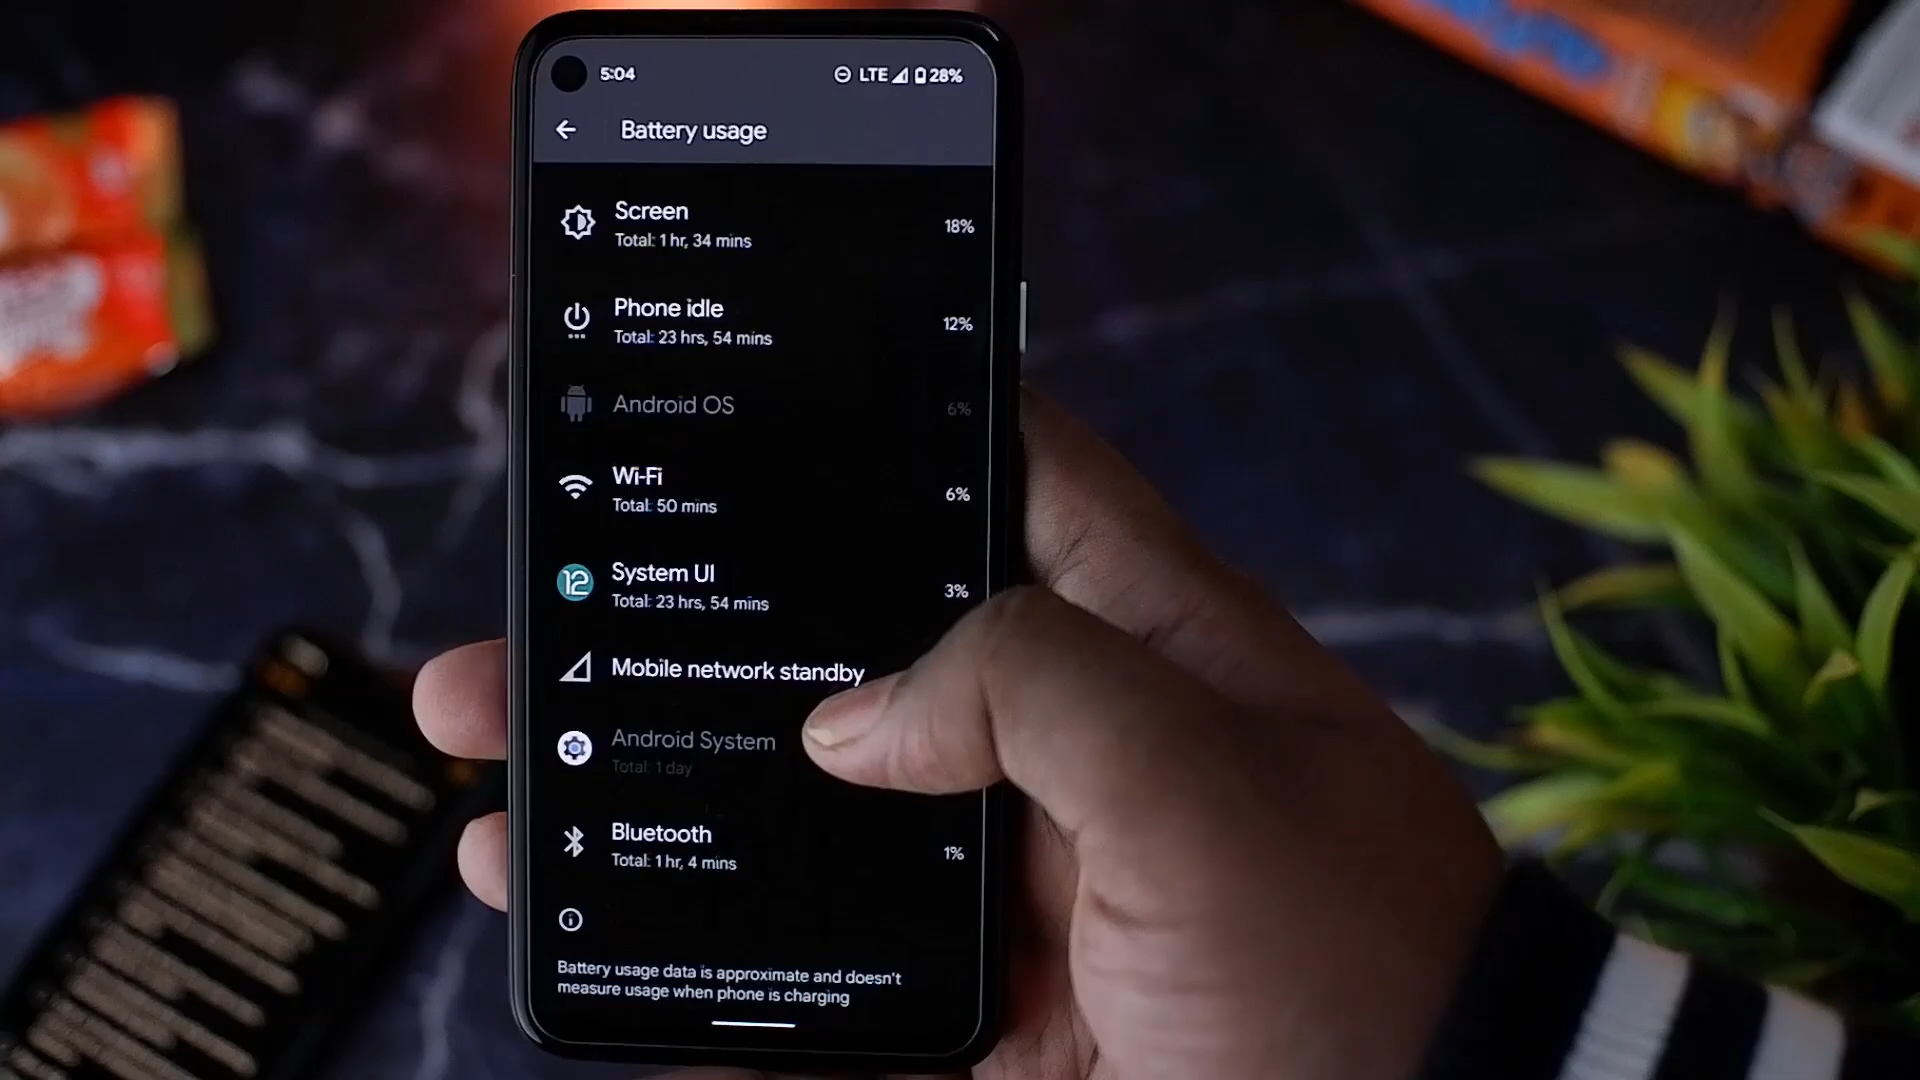 5:04
LTE 28%
Battery usage
Screen
Total: 1 hr, 34 mins
18%
Phone idle
Total: 23 hrs, 54 mins
12%
Android OS
6%
Wi-Fi
Total: 50 mins
6%
System UI
Total: 23 hrs, 54 mins
3%
12
Mobile network standby
Android System
Total: 1 day
Bluetooth
Total: 1 hr, 4 mins
1%
Battery usage data is approximate and doesn't
measure usage when phone is charging